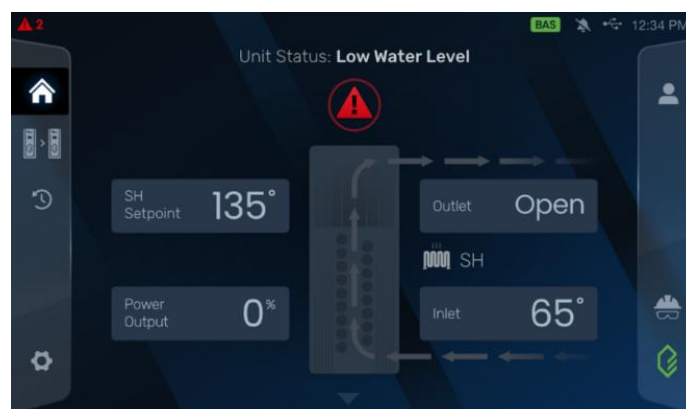 2
BAS
12:34 PM
Unit Status: Low Water Level
SH
Setpoint
135°
Outlet
Open
SH
Power
Output
0%
Inlet
65°